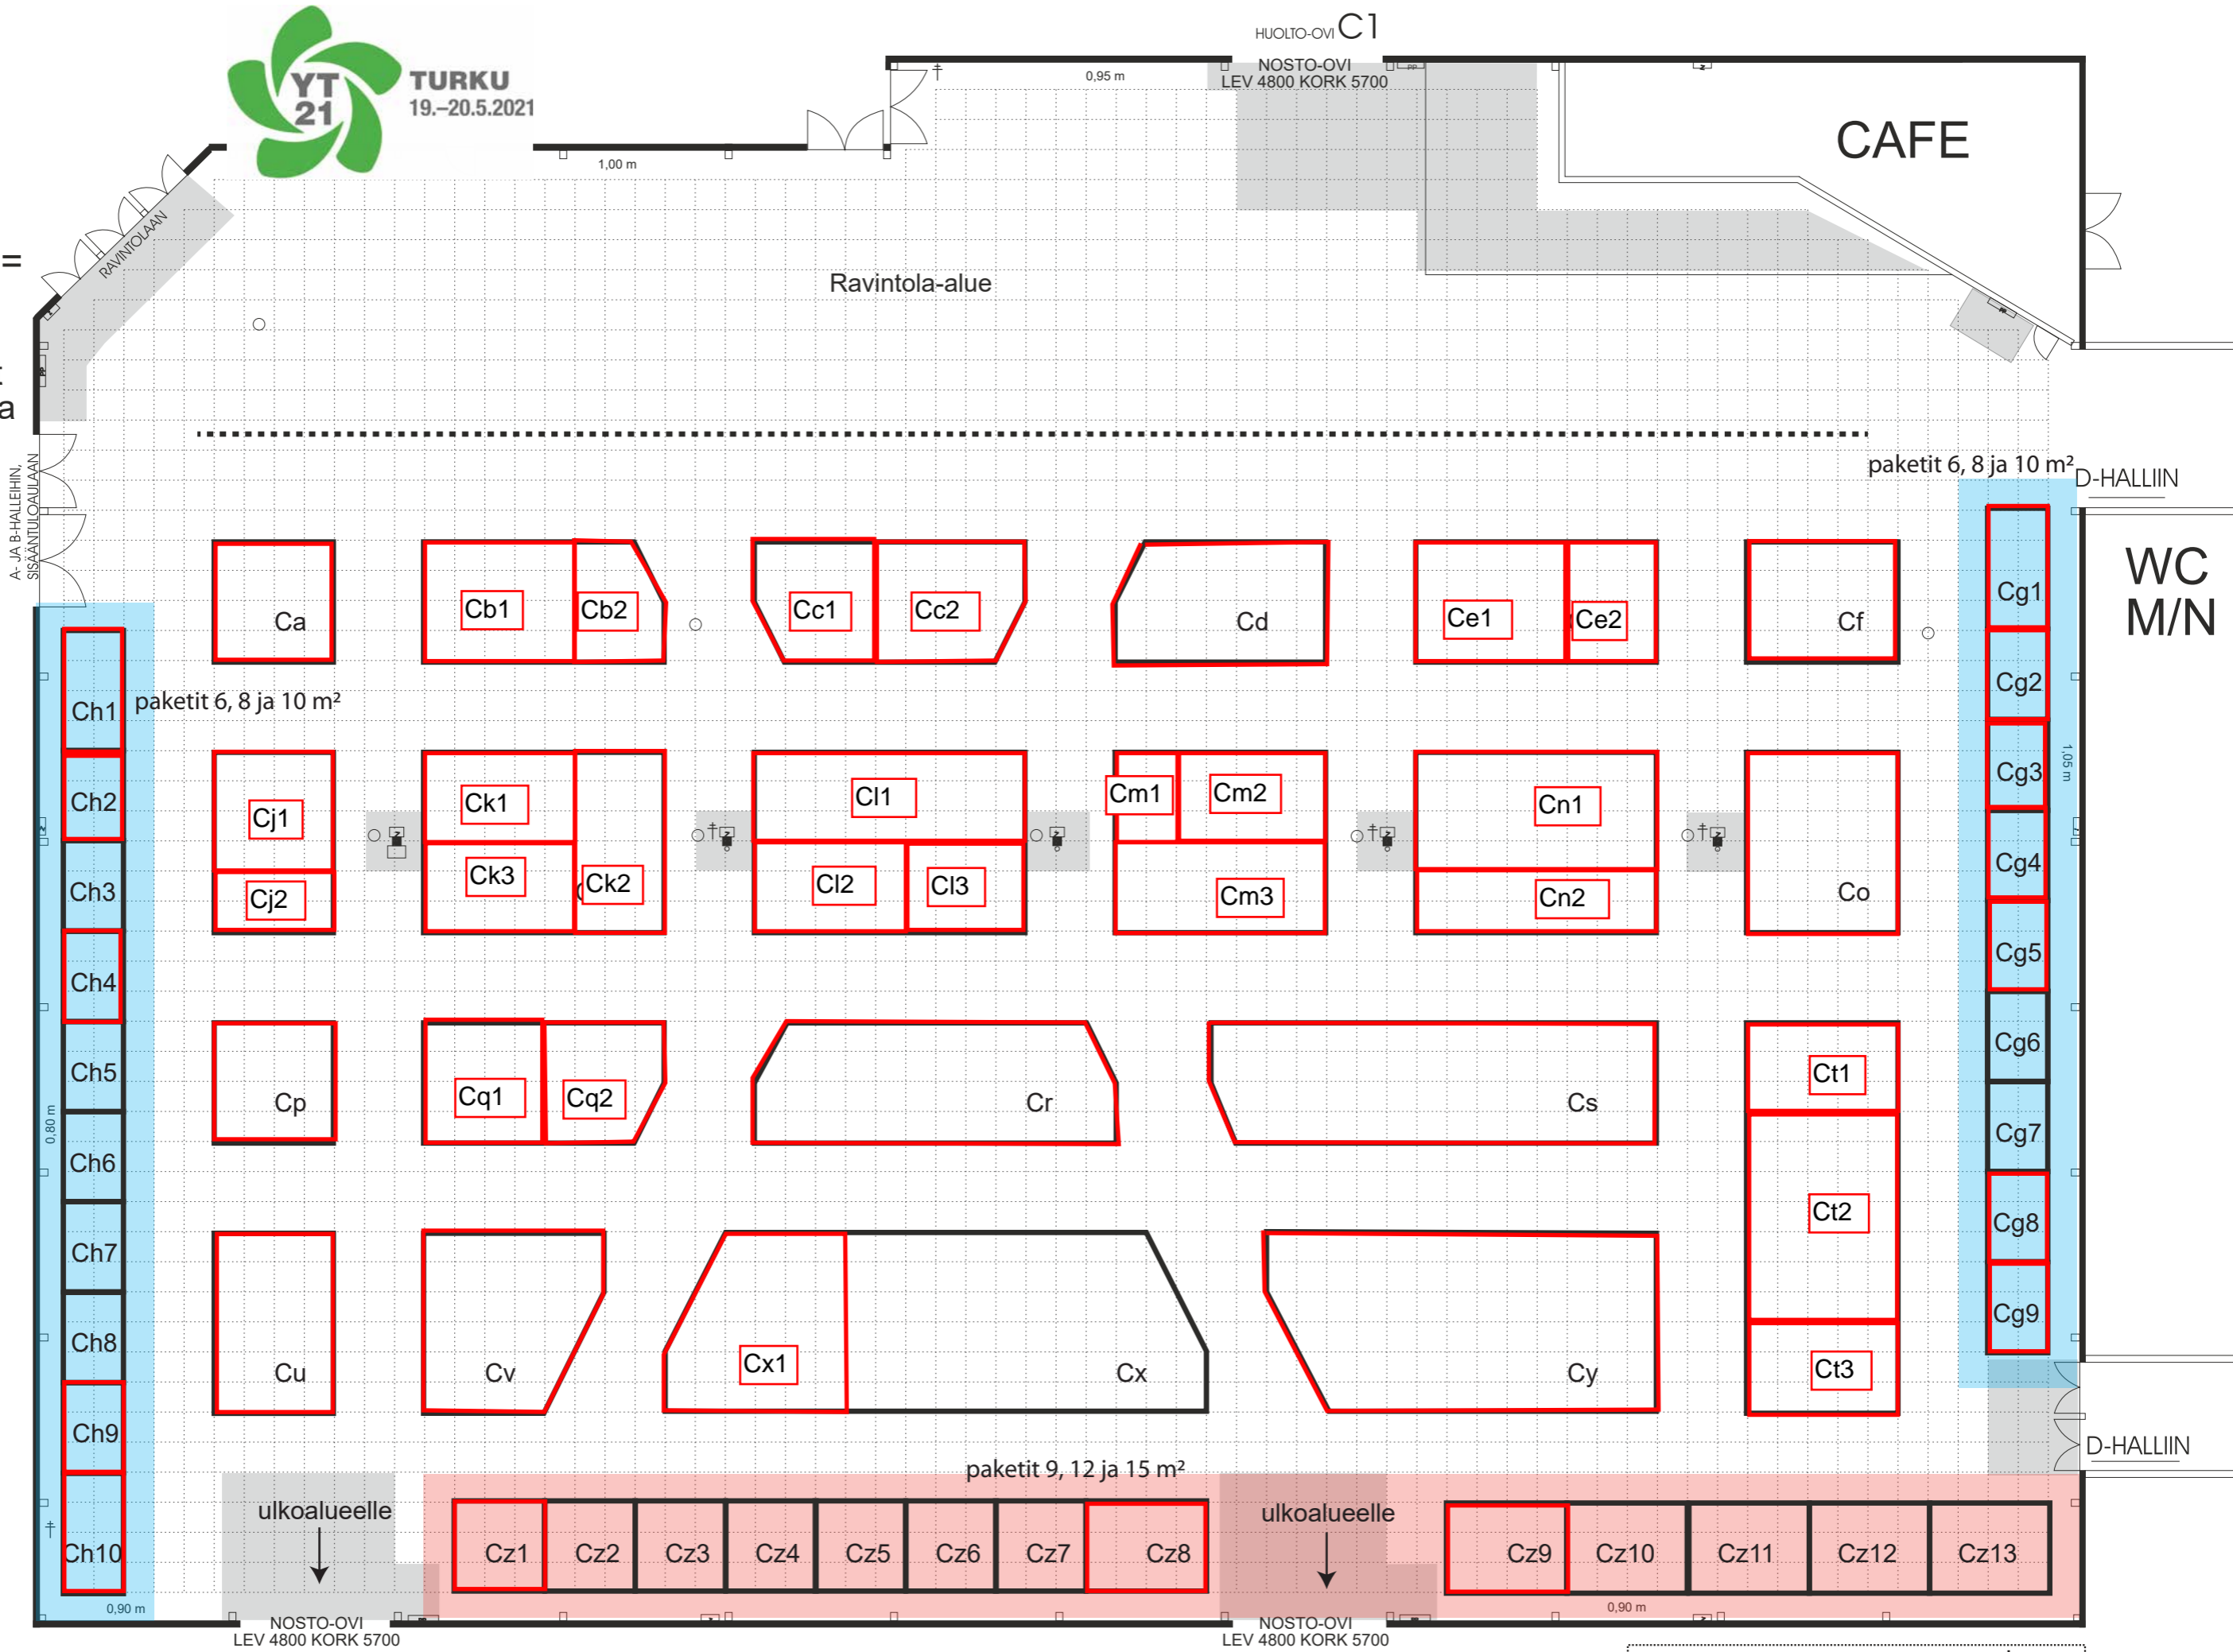 HUOLTO-OVI C1
NOSTO-OVI
LEV 4800 KORK 5700
YT
21
TURKU
19.–20.5.2021
0,95 m
PP
1,00 m
CAFE
RAVINTOLAAN
=
Ravintola-alue
a
A- JA B-HALLEIHIN,
SISÄÄNTULOAULAAN
paketit 6, 8 ja 10 m²
D-HALLIIN
WC
M/N
Ca
Cb1
Cb2
Cc1
Cc2
Cd
Ce1
Ce2
Cf
Cg1
Cg2
Cg3
Cg4
Cg5
Cg6
Cg7
Cg8
Cg9
1,05 m
paketit 6, 8 ja 10 m²
Ch1
Ch2
Ch3
Ch4
Ch5
Ch6
Ch7
Ch8
Ch9
Ch10
0,80 m
Cj1
Cj2
Ck1
Ck3
Ck2
Cl1
Cl2
Cl3
Cm1
Cm2
Cm3
Cn1
Cn2
Co
Cp
Cq1
Cq2
Cr
Cs
Ct1
Ct2
Ct3
Cu
Cv
Cx1
Cx
Cy
D-HALLIIN
paketit 9, 12 ja 15 m²
ulkoalueelle
ulkoalueelle
Cz1
Cz2
Cz3
Cz4
Cz5
Cz6
Cz7
Cz8
Cz9
Cz10
Cz11
Cz12
Cz13
0,90 m
0,90 m
NOSTO-OVI
LEV 4800 KORK 5700
NOSTO-OVI
LEV 4800 KORK 5700